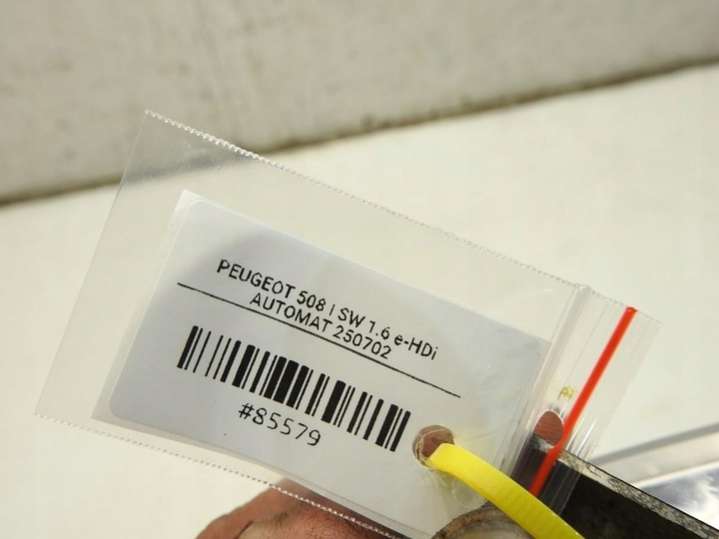 PEUGEOT 508 I SW 1.6 e-HDi
AUTOMAT 250702
#85579